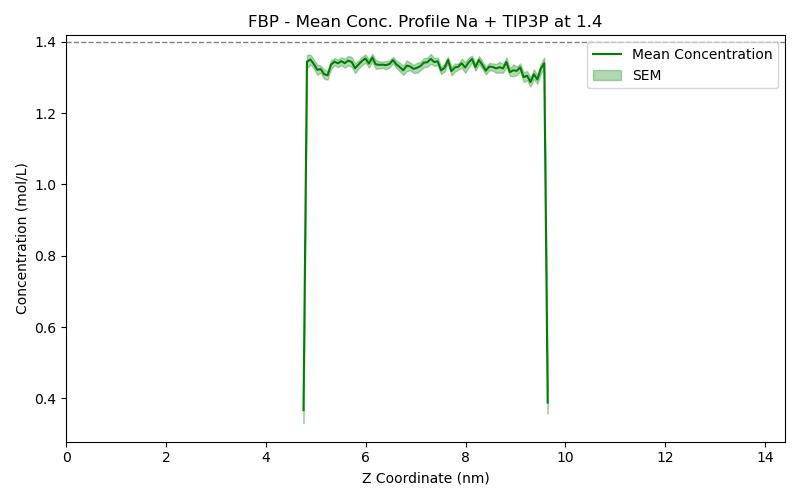 FBP - Mean Conc. Profile Na + TIP3P at 1.4
Mean Concentration
SEM
Concentration (mol/L)
1.4
1.2
1.0
0.8
0.6
0.4
0 2 4 6 8 10 12 14
Z Coordinate (nm)